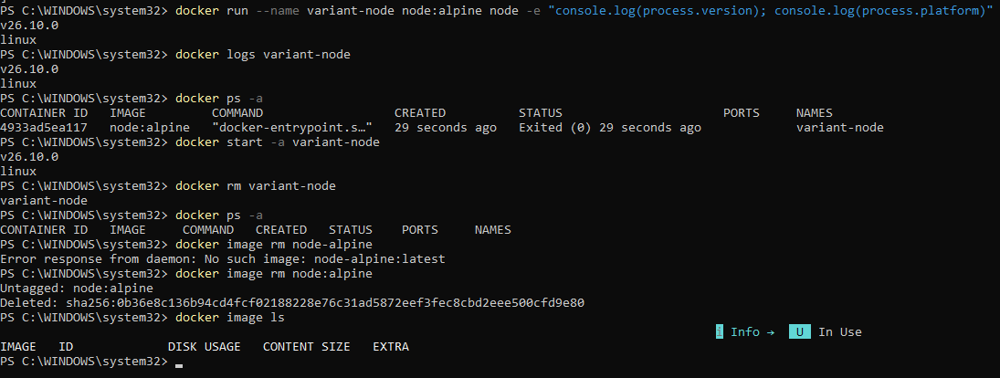 PS C:\WINDOWS\system32> docker run --name variant-node node:alpine node -e "console.log(process.version); console.log(process.platform)"
v26.10.0
linux
PS C:\WINDOWS\system32> docker logs variant-node
v26.10.0
linux
PS C:\WINDOWS\system32> docker ps -a
CONTAINER ID   IMAGE         COMMAND                  CREATED          STATUS                      PORTS     NAMES
4933ad5ea117   node:alpine   "docker-entrypoint.s…"   29 seconds ago   Exited (0) 29 seconds ago             variant-node
PS C:\WINDOWS\system32> docker start -a variant-node
v26.10.0
linux
PS C:\WINDOWS\system32> docker rm variant-node
variant-node
PS C:\WINDOWS\system32> docker ps -a
CONTAINER ID   IMAGE     COMMAND   CREATED   STATUS    PORTS     NAMES
PS C:\WINDOWS\system32> docker image rm node-alpine
Error response from daemon: No such image: node-alpine:latest
PS C:\WINDOWS\system32> docker image rm node:alpine
Untagged: node:alpine
Deleted: sha256:0b36e8c136b94cd4fcf02188228e76c31ad5872eef3fec8cbd2eee500cfd9e80
PS C:\WINDOWS\system32> docker image ls
i Info →   U  In Use
IMAGE   ID             DISK USAGE   CONTENT SIZE   EXTRA
PS C:\WINDOWS\system32>